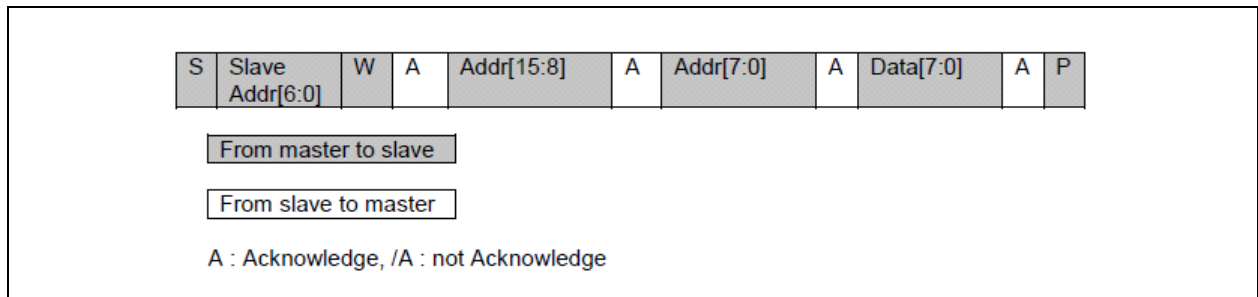 S Slave W A Addr[15:8] A Addr[7:0] A Data[7:0] A P
Addr[6:0]
From master to slave
From slave to master
A : Acknowledge, /A : not Acknowledge